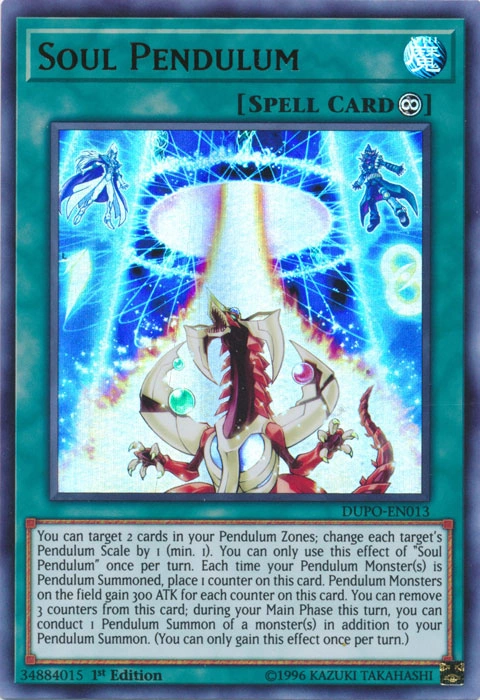 SOUL PENDULUM
魔
[SPELL CARD]
DUPO-EN013
You can target 2 cards in your Pendulum Zones; change each target's
Pendulum Scale by 1 (min. 1). You can only use this effect of "Soul
Pendulum" once per turn. Each time your Pendulum Monster(s) is
Pendulum Summoned, place 1 counter on this card. Pendulum Monsters
on the field gain 300 ATK for each counter on this card. You can remove
3 counters from this card; during your Main Phase this turn, you can
conduct 1 Pendulum Summon of a monster(s) in addition to your
Pendulum Summon. (You can only gain this effect once per turn.)
34884015 1st Edition ©1996 KAZUKI TAKAHASHI